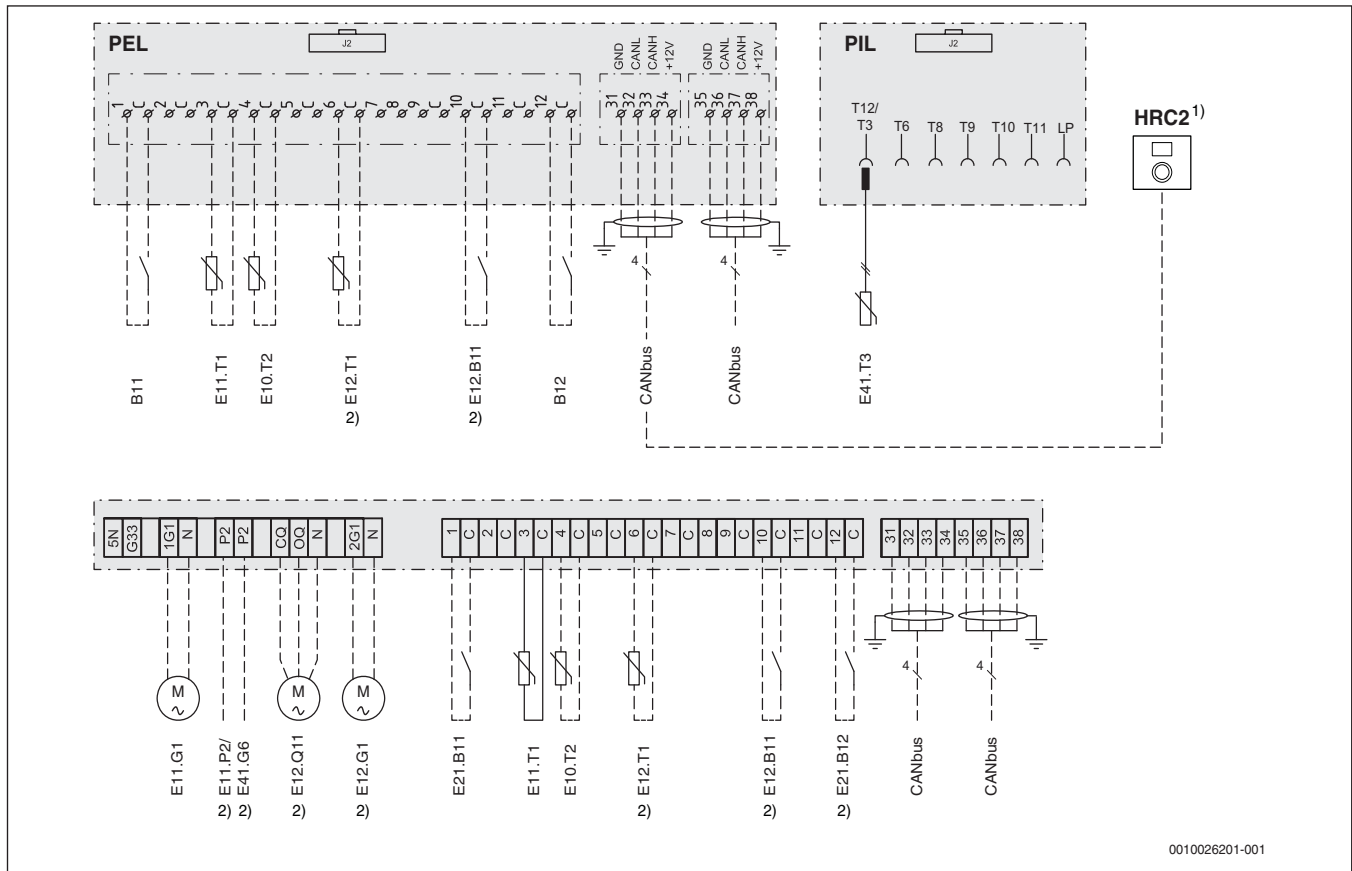 PEL
J2
GND
CANL
CANH
+12V
GND
CANL
CANH
+12V
1 C 2 C 3 C 4 C 5 C 6 C 7 8 9 C 10 C 11 C 12 C
31 32 33 34
35 36 37 38
B11
E11.T1
E10.T2
E12.T1
2)
E12.B11
2)
B12
4
CANbus
4
CANbus
PIL
J2
T12/
T3
T6
T8
T9
T10
T11
LP
E41.T3
HRC2 1)
5N G33 1G1 N P2 P2 CQ OQ N 2G1 N
1 C 2 C 3 C 4 C 5 C 6 C 7 C 8 9 C 10 C 11 C 12 C
31 32 33 34 35 36 37 38
M
M
M
4
4
E11.G1
E11.P2/
2)
E41.G6
2)
E12.Q11
2)
E12.G1
2)
E21.B11
E11.T1
E10.T2
E12.T1
2)
E12.B11
2)
E21.B12
2)
CANbus
CANbus
0010026201-001